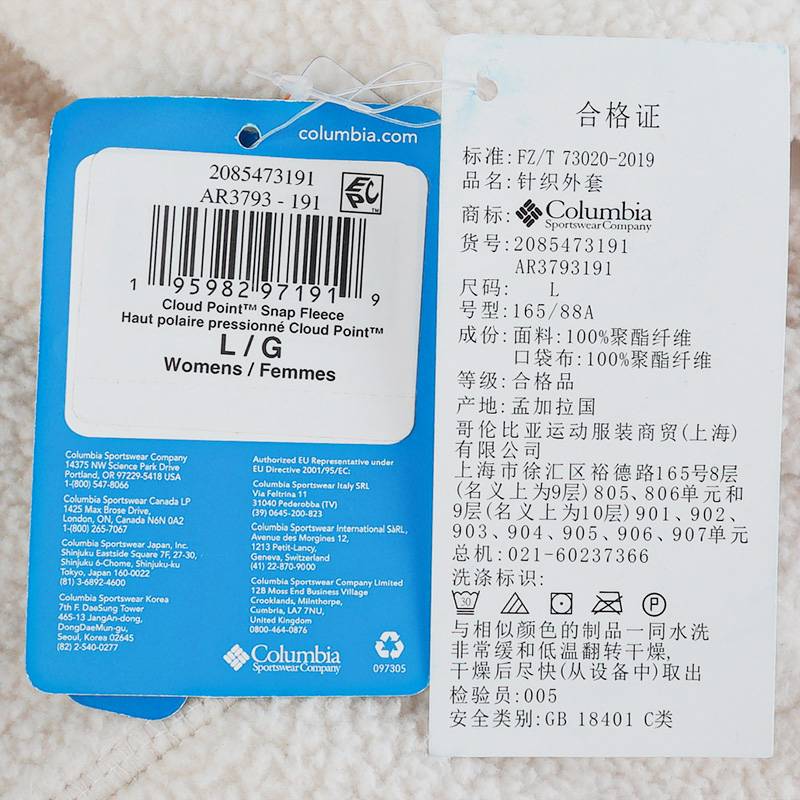 columbia.com
2085473191
AR3793 - 191
EPC™
1 95982 97191 9
Cloud Point™ Snap Fleece
Haut polaire pressionné Cloud Point™
L / G
Womens / Femmes
Columbia Sportswear Company
14375 NW Science Park Drive
Portland, OR 97229-5418 USA
1-(800) 547-8066
Columbia Sportswear Canada LP
1425 Max Brose Drive,
London, ON, Canada N6N 0A2
1-(800) 265-7067
Columbia Sportswear Japan, Inc.
Shinjuku Eastside Square 7F, 27-30,
Shinjuku 6-Chome, Shinjuku-ku
Tokyo, Japan 160-0022
(81) 3-6892-4600
Columbia Sportswear Korea
7th F. DaeSung Tower
465-13 JangAn-dong,
DongDaeMun-gu,
Seoul, Korea 02645
(82) 2-540-0277
Authorized EU Representative under
EU Directive 2001/95/EC:
Columbia Sportswear Italy SRL
Via Feltrina 11
31040 Pederobba (TV)
(39) 0645-200-823
Columbia Sportswear International SàRL,
Avenue des Morgines 12,
1213 Petit-Lancy,
Geneva, Switzerland
(41) 22-870-9000
Columbia Sportswear Company Limited
12B Moss End Business Village
Crooklands, Milnthorpe,
Cumbria, LA7 7NU,
United Kingdom
0800-464-0876
Columbia
Sportswear Company
097305
合格证
标准:FZ/T 73020-2019
品名:针织外套
商标:Columbia
Sportswear Company
货号:2085473191
AR3793191
尺码: L
号型:165/88A
成份:面料:100%聚酯纤维
口袋布:100%聚酯纤维
等级:合格品
产地:孟加拉国
哥伦比亚运动服装商贸(上海)
有限公司
上海市徐汇区裕德路165号8层
(名义上为9层)805、806单元和
9层(名义上为10层)901、902、
903、904、905、906、907单元
总机:021-60237366
洗涤标识:
30 P
与相似颜色的制品一同水洗
非常缓和低温翻转干燥,
干燥后尽快(从设备中)取出
检验员:005
安全类别:GB 18401 C类